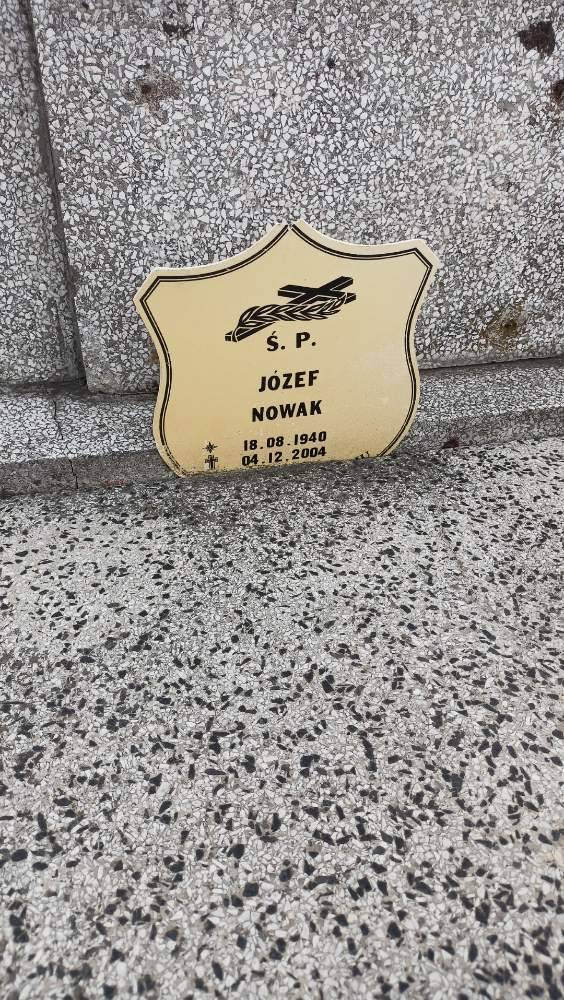 Ś. P.
JÓZEF
NOWAK
18.08.1940
04.12.2004